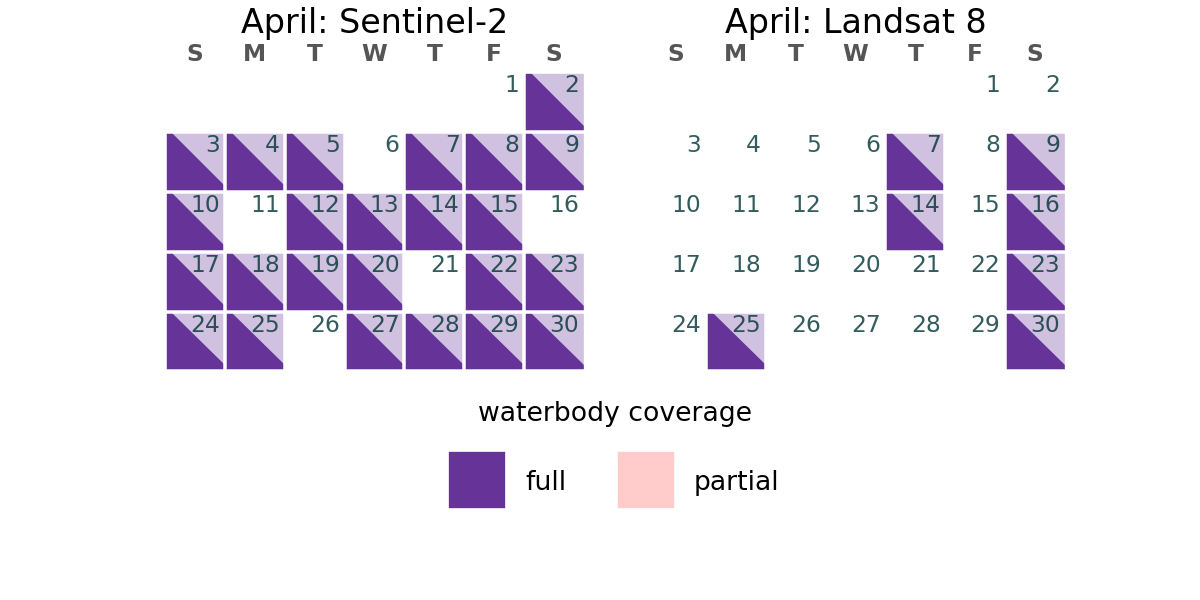 April: Sentinel-2
S M T W T F S
1 2
3 4 5 6 7 8 9
10 11 12 13 14 15 16
17 18 19 20 21 22 23
24 25 26 27 28 29 30
April: Landsat 8
S M T W T F S
1 2
3 4 5 6 7 8 9
10 11 12 13 14 15 16
17 18 19 20 21 22 23
24 25 26 27 28 29 30
waterbody coverage
full partial